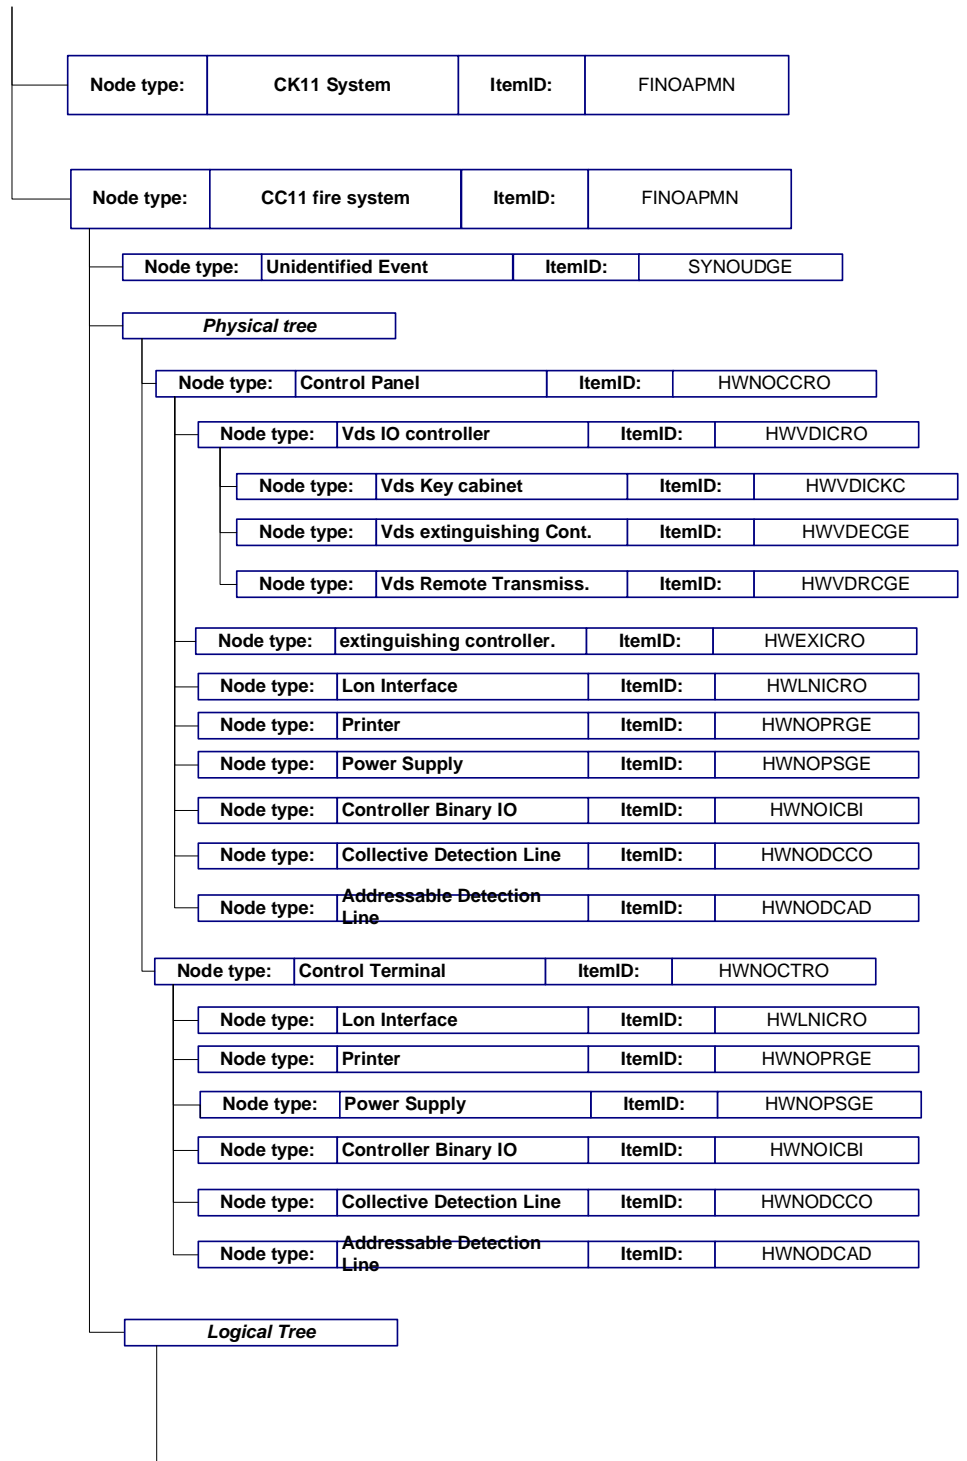 Node type: CK11 System ItemID: FINOAPMN
Node type: CC11 fire system ItemID: FINOAPMN
Node type: Unidentified Event ItemID: SYNOUDGE
Physical tree
Node type: Control Panel ItemID: HWNOCCRO
Node type: Vds IO controller ItemID: HWVDICRO
Node type: Vds Key cabinet ItemID: HWVDICKC
Node type: Vds extinguishing Cont. ItemID: HWVDECGE
Node type: Vds Remote Transmiss. ItemID: HWVDRCGE
Node type: extinguishing controller. ItemID: HWEXICRO
Node type: Lon Interface ItemID: HWLNICRO
Node type: Printer ItemID: HWNOPRGE
Node type: Power Supply ItemID: HWNOPSGE
Node type: Controller Binary IO ItemID: HWNOICBI
Node type: Collective Detection Line ItemID: HWNODCCO
Addressable Detection
Node type: Line ItemID: HWNODCAD
Node type: Control Terminal ItemID: HWNOCTRO
Node type: Lon Interface ItemID: HWLNICRO
Node type: Printer ItemID: HWNOPRGE
Node type: Power Supply ItemID: HWNOPSGE
Node type: Controller Binary IO ItemID: HWNOICBI
Node type: Collective Detection Line ItemID: HWNODCCO
Addressable Detection
Node type: Line ItemID: HWNODCAD
Logical Tree